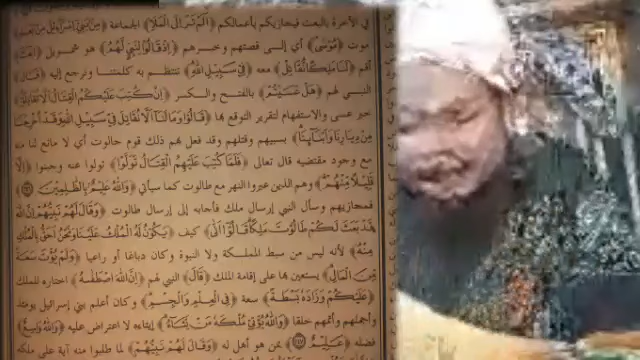 في الآخرة بالبعث فيجازيكم بأعمالكم ﴿أَلَمْ تَرَ إِلَى الْمَلَإِ﴾ الجماعة ﴿مِنْ بَنِي إِسْرَائِيلَ مِنْ بَعْدِ﴾
موت ﴿مُوسَى﴾ أي إلى قصتهم وخبرهم ﴿إِذْ قَالُوا لِنَبِيٍّ لَهُمُ﴾ هو شمويل ﴿ابْعَثْ﴾
أقم ﴿لَنَا مَلِكًا نُقَاتِلْ﴾ معه ﴿فِي سَبِيلِ اللَّهِ﴾ تنتظم به كلمتنا ونرجع إليه ﴿قَالَ﴾
النبي لهم ﴿هَلْ عَسَيْتُمْ﴾ بالفتح والكسر ﴿إِنْ كُتِبَ عَلَيْكُمُ الْقِتَالُ أَلَّا تُقَاتِلُوا﴾
خبر عسى والاستفهام لتقرير التوقع بها ﴿قَالُوا وَمَا لَنَا أَلَّا نُقَاتِلَ فِي سَبِيلِ اللَّهِ وَقَدْ أُخْرِجْنَا
مِنْ دِيَارِنَا وَأَبْنَائِنَا﴾ بسبيهم وقتلهم وقد فعل بهم ذلك قوم جالوت أي لا مانع لنا منه
مع وجود مقتضيه قال تعالى ﴿فَلَمَّا كُتِبَ عَلَيْهِمُ الْقِتَالُ تَوَلَّوْا﴾ تولوا عنه وجبنوا ﴿إِلَّا
قَلِيلًا مِنْهُمْ﴾ وهم الذين عبروا النهر مع طالوت كما سيأتي ﴿وَاللَّهُ عَلِيمٌ بِالظَّالِمِينَ﴾
فمجازيهم وسأل النبي إرسال ملك فأجابه إلى إرسال طالوت ﴿وَقَالَ لَهُمْ نَبِيُّهُمْ إِنَّ اللَّهَ
قَدْ بَعَثَ لَكُمْ طَالُوتَ مَلِكًا قَالُوا أَنَّى﴾ كيف ﴿يَكُونُ لَهُ الْمُلْكُ عَلَيْنَا وَنَحْنُ أَحَقُّ بِالْمُلْكِ
مِنْهُ﴾ لأنه ليس من سبط المملكة ولا النبوة وكان دباغا أو راعيا ﴿وَلَمْ يُؤْتَ سَعَةً
مِنَ الْمَالِ﴾ يستعين بها على إقامة الملك ﴿قَالَ﴾ النبي لهم ﴿إِنَّ اللَّهَ اصْطَفَاهُ﴾ اختاره للملك
﴿عَلَيْكُمْ وَزَادَهُ بَسْطَةً﴾ سعة ﴿فِي الْعِلْمِ وَالْجِسْمِ﴾ وكان أعلم بني إسرائيل يومئذ
وأجملهم وأتمهم خلقا ﴿وَاللَّهُ يُؤْتِي مُلْكَهُ مَنْ يَشَاءُ﴾ إيتاءه لا اعتراض عليه ﴿وَاللَّهُ وَاسِعٌ﴾
فضله ﴿عَلِيمٌ﴾ بمن هو أهل له ﴿وَقَالَ لَهُمْ نَبِيُّهُمْ﴾ لما طلبوا منه آية على ملكه